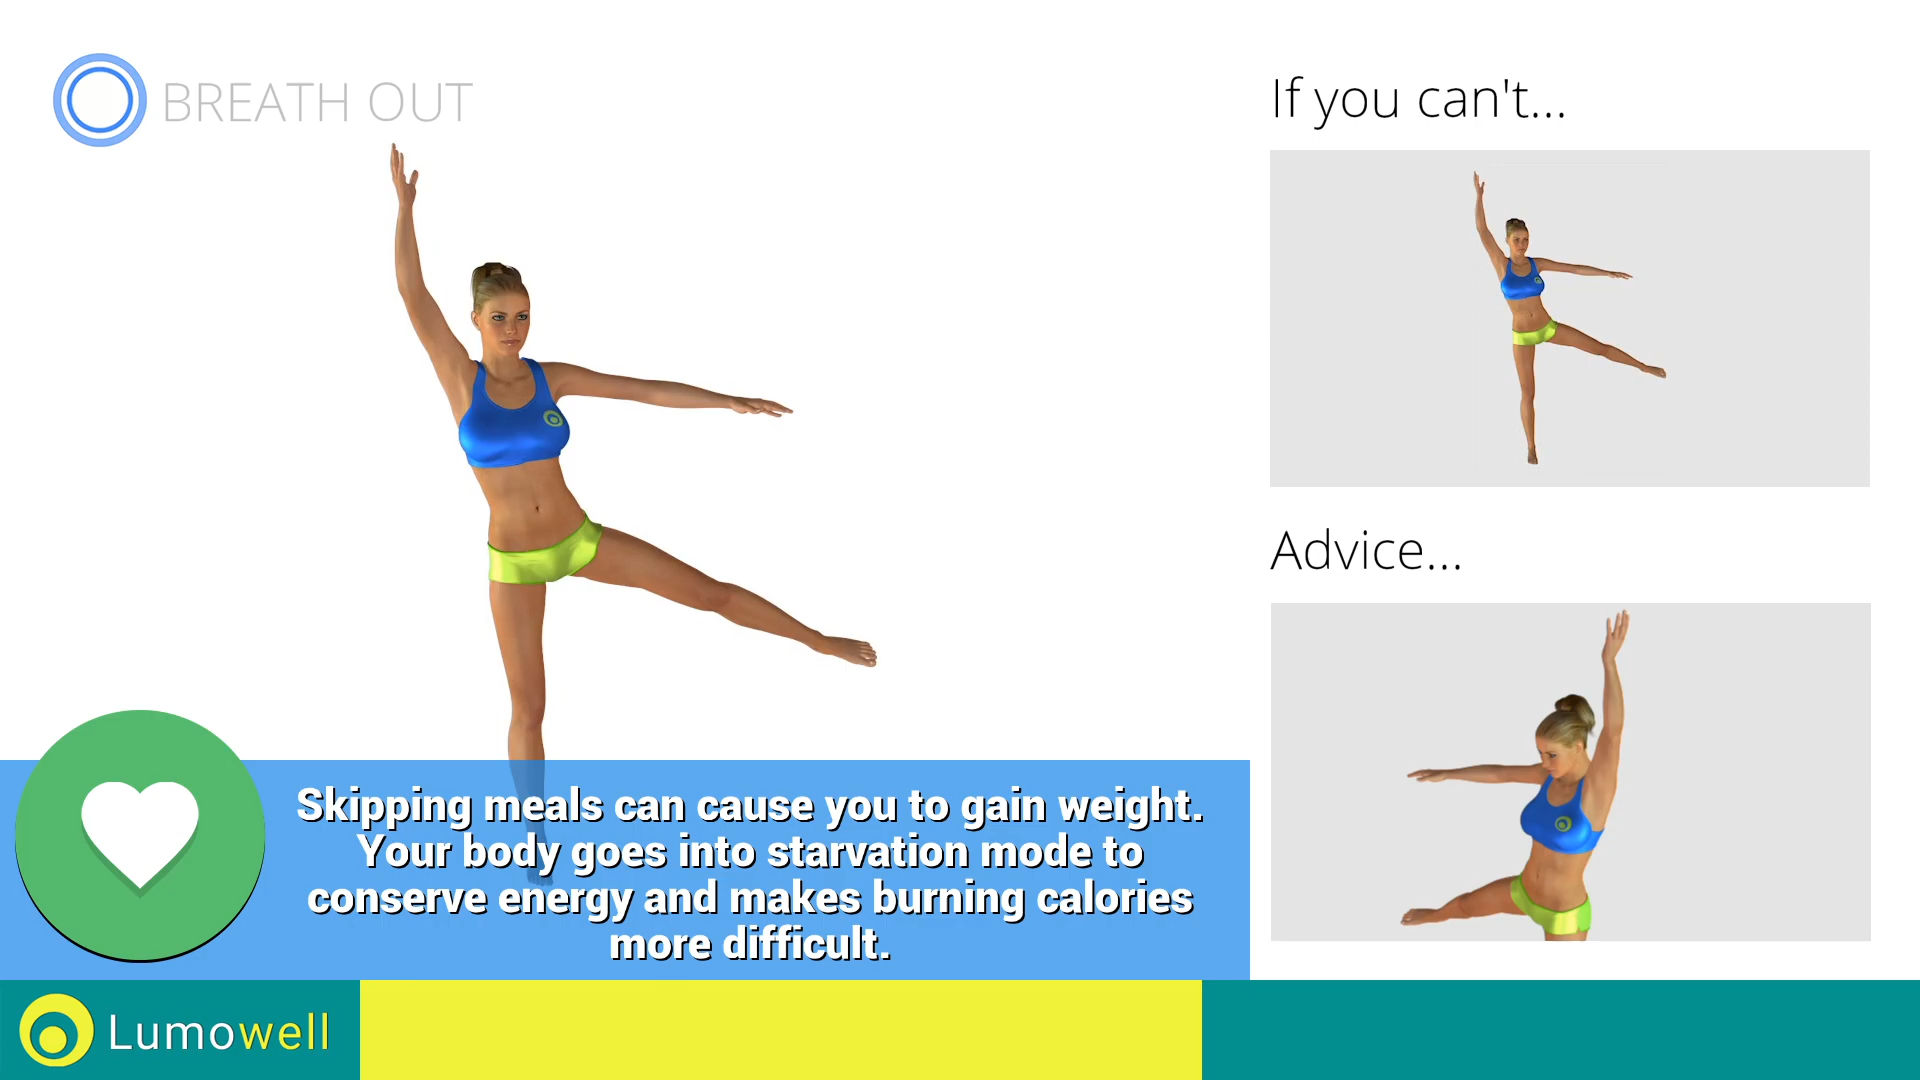 BREATH OUT
If you can't...
Advice...
Skipping meals can cause you to gain weight.
Your body goes into starvation mode to
conserve energy and makes burning calories
more difficult.
Lumowell